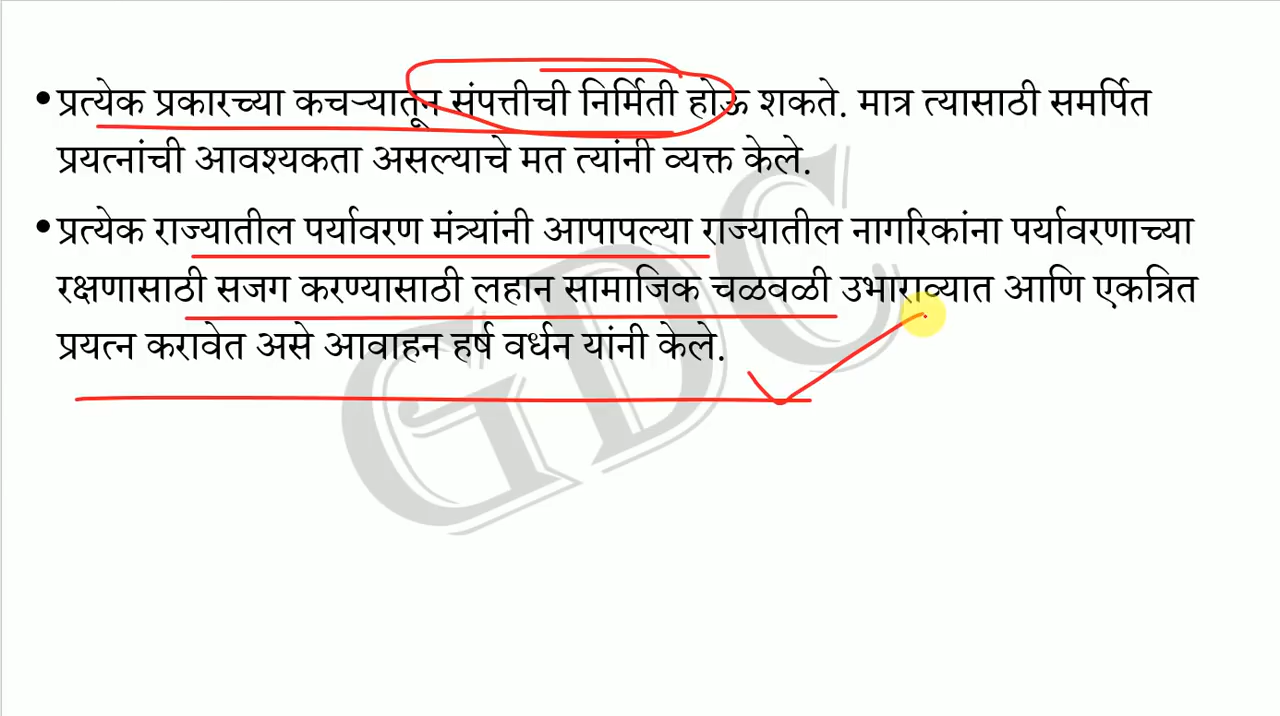 • प्रत्येक प्रकारच्या कचऱ्यातून संपत्तीची निर्मिती होऊ शकते. मात्र त्यासाठी समर्पित
प्रयत्नांची आवश्यकता असल्याचे मत त्यांनी व्यक्त केले.
• प्रत्येक राज्यातील पर्यावरण मंत्र्यांनी आपापल्या राज्यातील नागरिकांना पर्यावरणाच्या
रक्षणासाठी सजग करण्यासाठी लहान सामाजिक चळवळी उभाराव्यात आणि एकत्रित
प्रयत्न करावेत असे आवाहन हर्ष वर्धन यांनी केले.
GDC